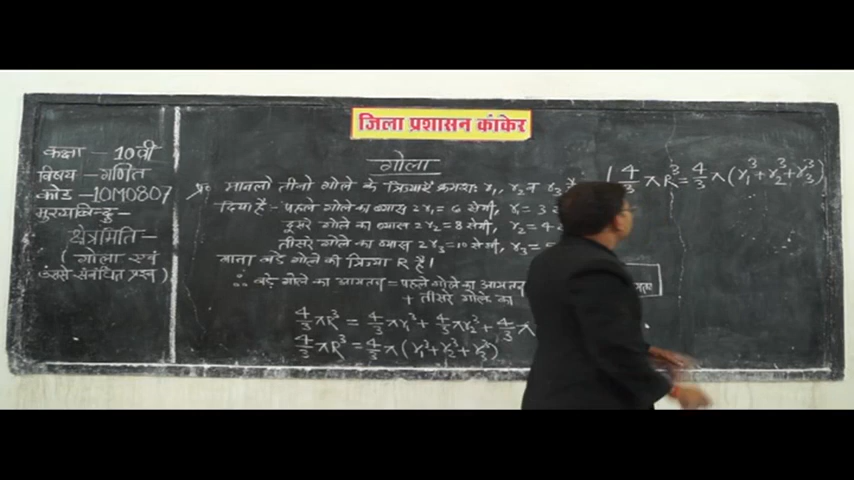 जिला प्रशासन कांकेर
कक्षा - 10वी
विषय - गणित
कोड - 10M0807
मुख्यबिन्दु -
क्षेत्रमिति -
( गोला एवं
उससे संबंधित प्रश्न )
गोला
प्र० मानलो तीनो गोले के त्रिज्याएँ क्रमशः r₁, r₂ व r₃ है
दिया है :- पहले गोले का व्यास 2r₁ = 6 सेमी, r₁ = 3
दूसरे गोले का व्यास 2r₂ = 8 सेमी, r₂ = 4
तीसरे गोले का व्यास 2r₃ = 10 सेमी, r₃ =
माना बडे गोले की त्रिज्या R है।
∴ बडे गोले का आयतन = पहले गोले का आयतन
+ तीसरे गोले का
4/3 πR³ = 4/3 πr₁³ + 4/3 πr₂³ + 4/3 π
4/3 πR³ = 4/3 π (r₁³ + r₂³ + r₃³)
4/3 πR³ = 4/3 π (r₁³ + r₂³ + r₃³)